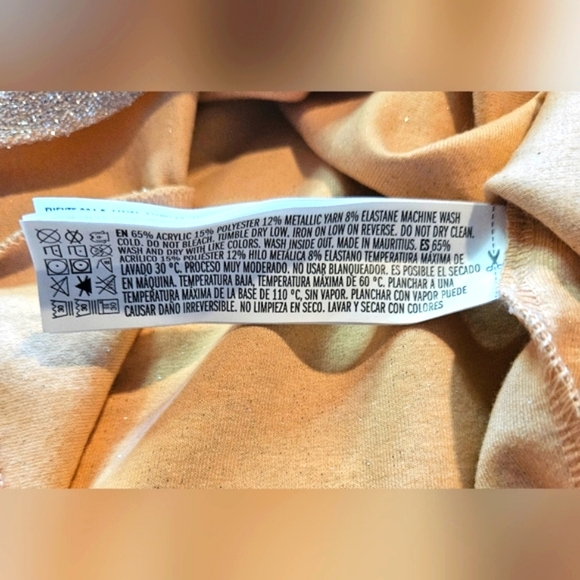 EN 65% ACRYLIC 15% POLYESTER 12% METALLIC YARN 8% ELASTANE MACHINE WASH
COLD. DO NOT BLEACH. TUMBLE DRY LOW. IRON ON LOW ON REVERSE. DO NOT DRY CLEAN.
WASH AND DRY WITH LIKE COLORS. WASH INSIDE OUT. MADE IN MAURITIUS. ES 65%
ACRÍLICO 15% POLIÉSTER 12% HILO METÁLICA 8% ELASTANO TEMPERATURA MÁXIMA DE
LAVADO 30 °C. PROCESO MUY MODERADO. NO USAR BLANQUEADOR. ES POSIBLE EL SECADO
EN MÁQUINA, TEMPERATURA BAJA, TEMPERATURA MÁXIMA DE 60 °C. PLANCHAR A UNA
TEMPERATURA MÁXIMA DE LA BASE DE 110 °C, SIN VAPOR. PLANCHAR CON VAPOR PUEDE
CAUSAR DAÑO IRREVERSIBLE. NO LIMPIEZA EN SECO. LAVAR Y SECAR CON COLORES